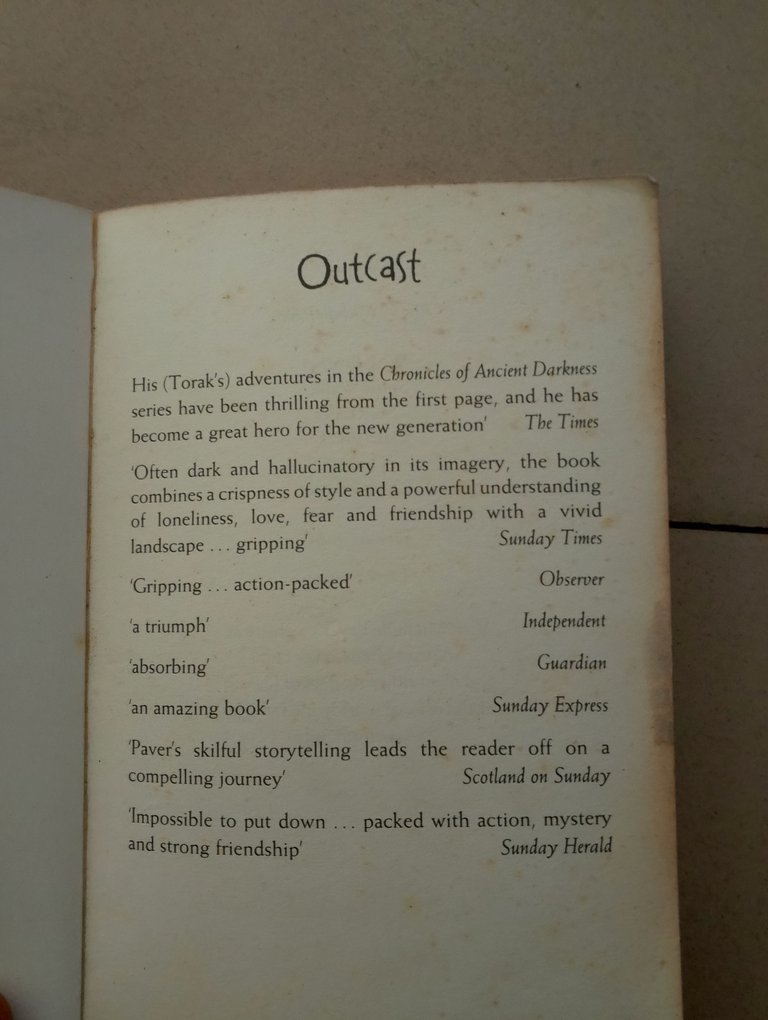 Outcast
His (Torak's) adventures in the Chronicles of Ancient Darkness
series have been thrilling from the first page, and he has
become a great hero for the new generation' The Times
'Often dark and hallucinatory in its imagery, the book
combines a crispness of style and a powerful understanding
of loneliness, love, fear and friendship with a vivid
landscape ... gripping' Sunday Times
'Gripping ... action-packed' Observer
'a triumph' Independent
'absorbing' Guardian
'an amazing book' Sunday Express
'Paver's skilful storytelling leads the reader off on a
compelling journey' Scotland on Sunday
'Impossible to put down ... packed with action, mystery
and strong friendship' Sunday Herald